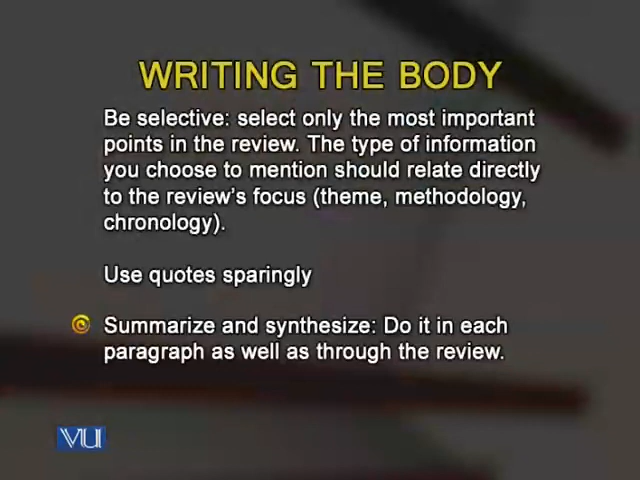 WRITING THE BODY
Be selective: select only the most important
points in the review. The type of information
you choose to mention should relate directly
to the review's focus (theme, methodology,
chronology).
Use quotes sparingly
Summarize and synthesize: Do it in each
paragraph as well as through the review.
VU